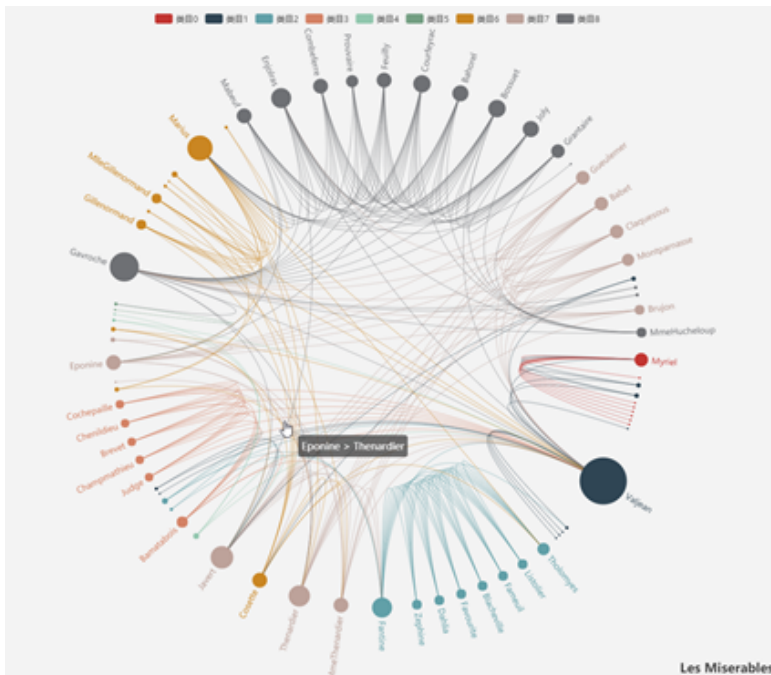 类目0 类目1 类目2 类目3 类目4 类目5 类目6 类目7 类目8
Mabeuf
Enjolras
Combeferre
Prouvaire
Feuilly
Courfeyrac
Bahorel
Bossuet
Joly
Grantaire
Gueulemer
Babet
Claquesous
Montparnasse
Brujon
MmeHucheloup
Myriel
Valjean
Tholomyes
Listolier
Fameuil
Blacheville
Favourite
Dahlia
Zephine
Fantine
Thenardier
Cosette
Javert
Bamatabois
Judge
Champmathieu
Brevet
Chenildieu
Cochepaille
Eponine
Gavroche
Gillenormand
MlleGillenormand
Marius
Eponine > Thenardier
Les Miserables